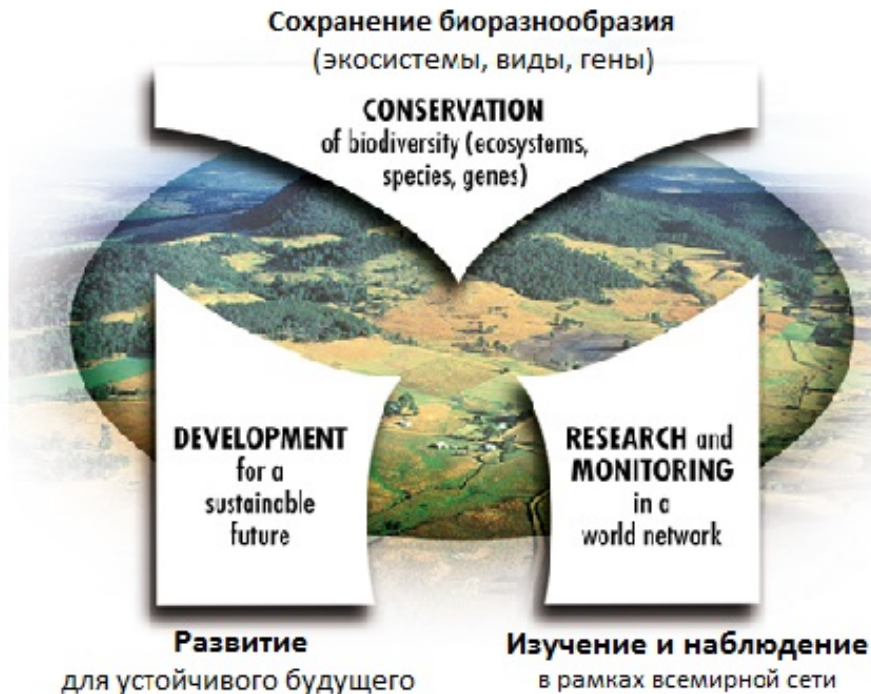 Сохранение биоразнообразия
(экосистемы, виды, гены)
CONSERVATION
of biodiversity (ecosystems,
species, genes)
DEVELOPMENT
for a
sustainable
future
RESEARCH and
MONITORING
in a
world network
Развитие
для устойчивого будущего
Изучение и наблюдение
в рамках всемирной сети